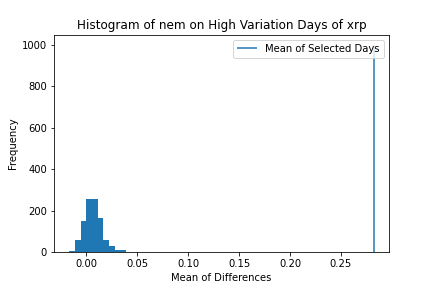 Histogram of nem on High Variation Days of xrp
Mean of Selected Days
1000
800
600
400
200
0
Frequency
0.00 0.05 0.10 0.15 0.20 0.25
Mean of Differences